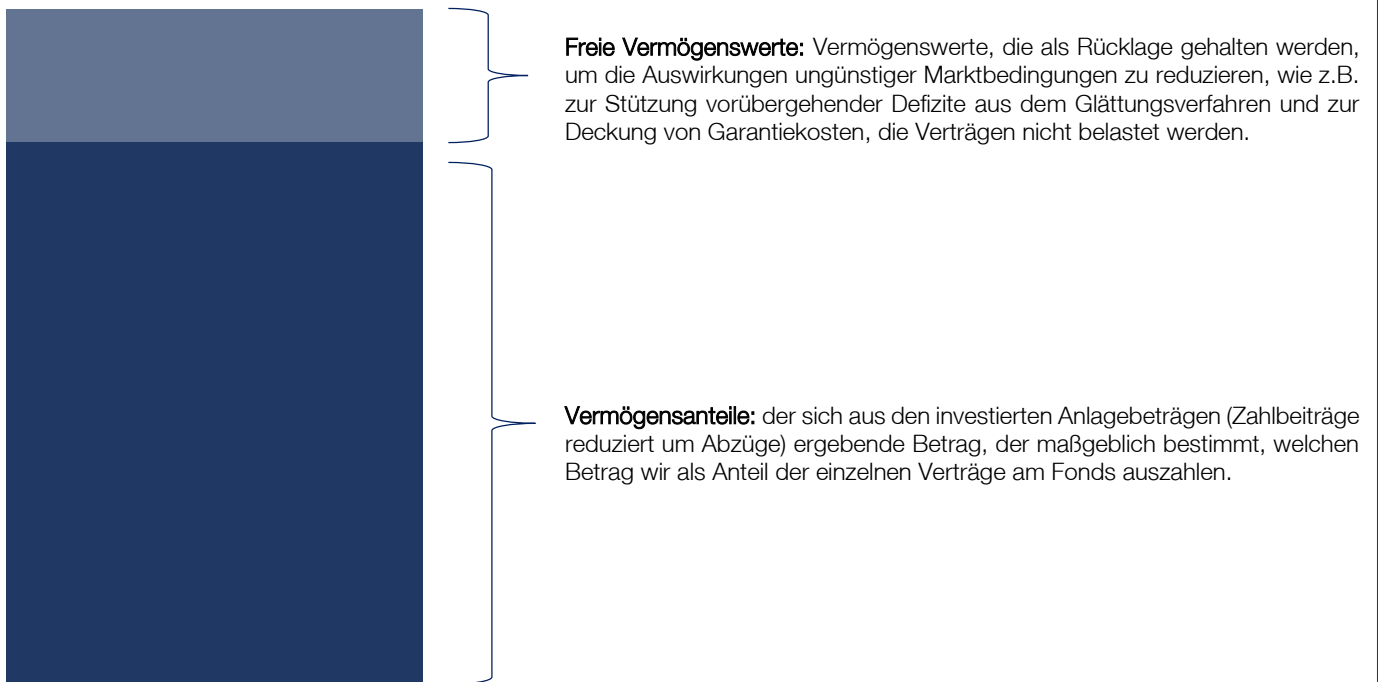 Freie Vermögenswerte: Vermögenswerte, die als Rücklage gehalten werden,
um die Auswirkungen ungünstiger Marktbedingungen zu reduzieren, wie z.B.
zur Stützung vorübergehender Defizite aus dem Glättungsverfahren und zur
Deckung von Garantiekosten, die Verträgen nicht belastet werden.
Vermögensanteile: der sich aus den investierten Anlagebeträgen (Zahlbeiträge
reduziert um Abzüge) ergebende Betrag, der maßgeblich bestimmt, welchen
Betrag wir als Anteil der einzelnen Verträge am Fonds auszahlen.